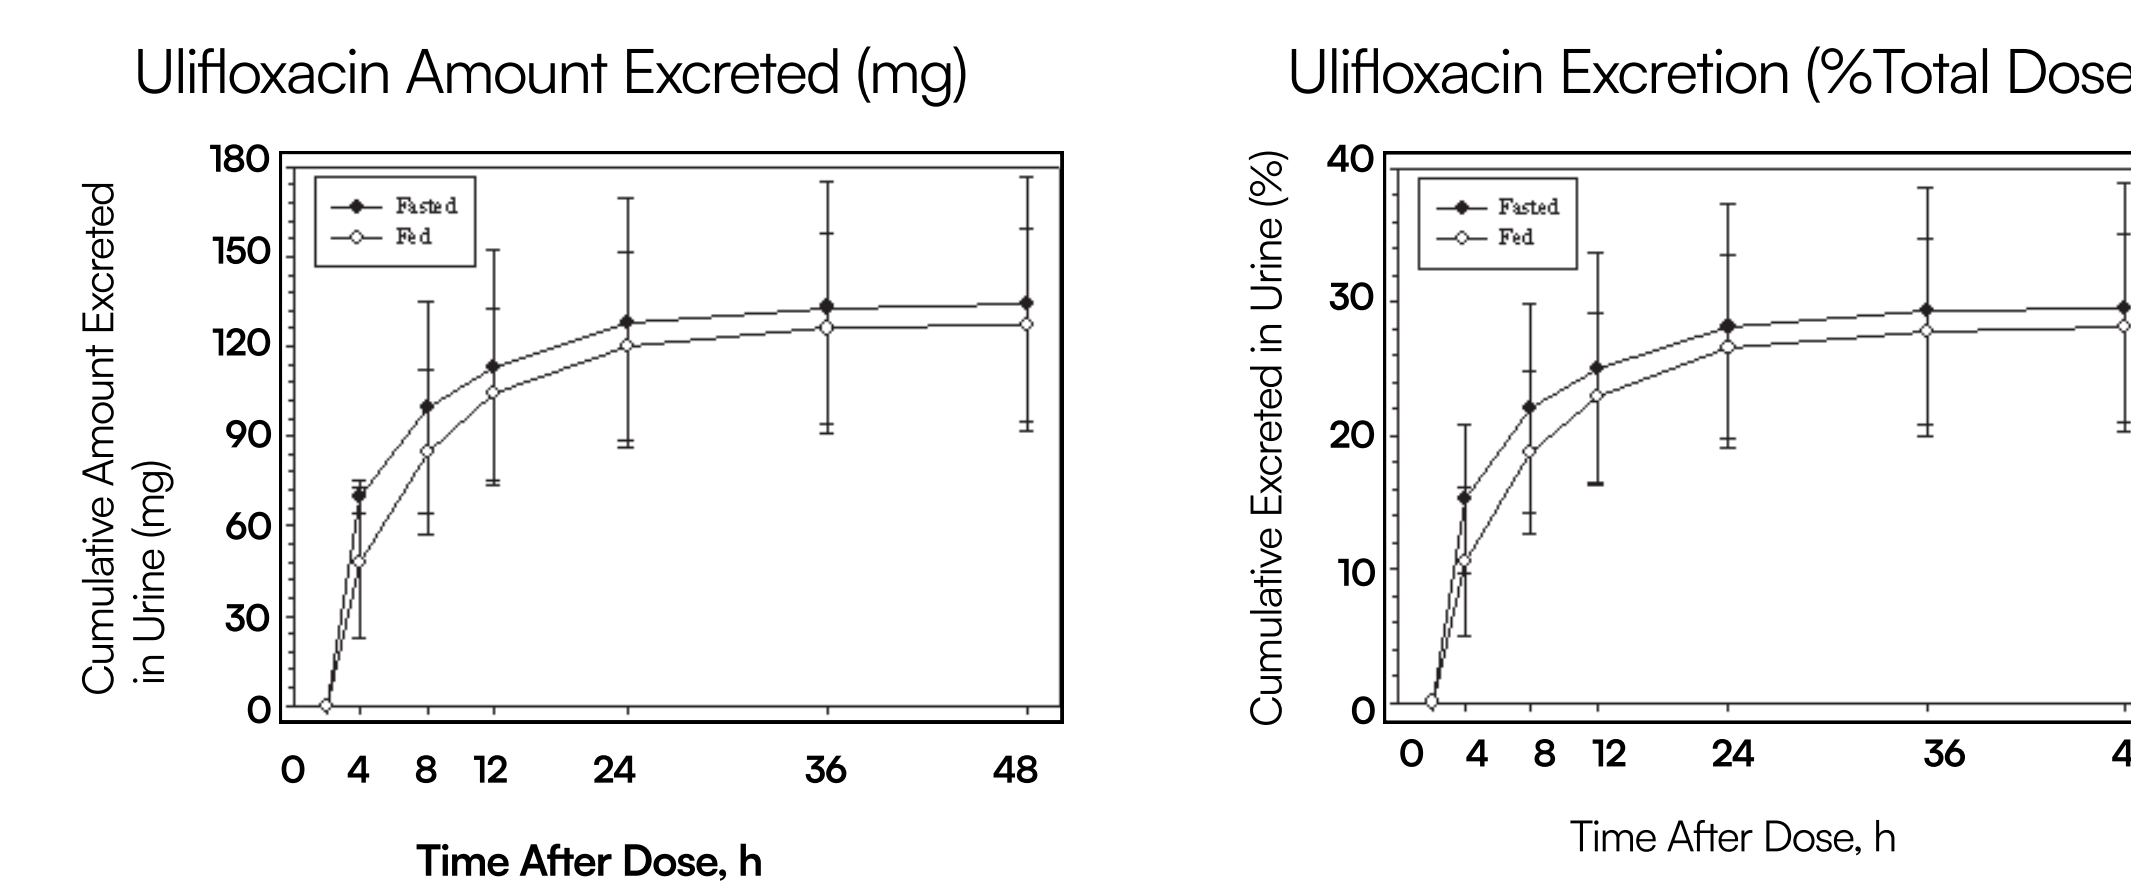 Ulifloxacin Amount Excreted (mg)
Cumulative Amount Excreted
in Urine (mg)
180
150
120
90
60
30
0
Fasted
Fed
0 4 8 12 24 36 48
Time After Dose, h
Ulifloxacin Excretion (%Total Dose
Cumulative Excreted in Urine (%)
40
30
20
10
0
Fasted
Fed
0 4 8 12 24 36 4
Time After Dose, h